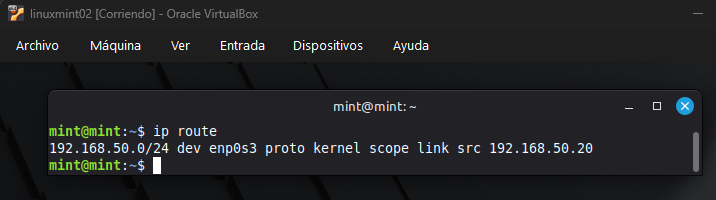 linuxmint02 [Corriendo] - Oracle VirtualBox
Archivo Máquina Ver Entrada Dispositivos Ayuda
mint@mint: ~
mint@mint:~$ ip route
192.168.50.0/24 dev enp0s3 proto kernel scope link src 192.168.50.20
mint@mint:~$